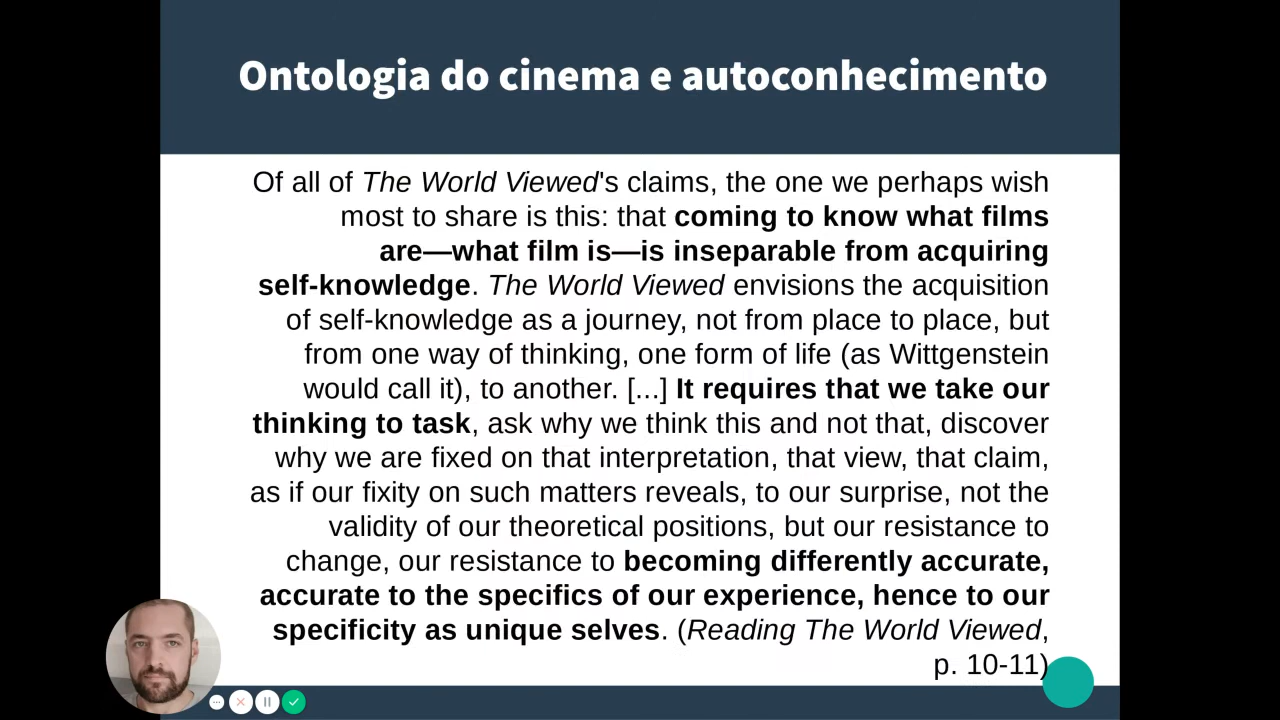 Ontologia do cinema e autoconhecimento
Of all of The World Viewed's claims, the one we perhaps wish
most to share is this: that coming to know what films
are—what film is—is inseparable from acquiring
self-knowledge. The World Viewed envisions the acquisition
of self-knowledge as a journey, not from place to place, but
from one way of thinking, one form of life (as Wittgenstein
would call it), to another. [...] It requires that we take our
thinking to task, ask why we think this and not that, discover
why we are fixed on that interpretation, that view, that claim,
as if our fixity on such matters reveals, to our surprise, not the
validity of our theoretical positions, but our resistance to
change, our resistance to becoming differently accurate,
accurate to the specifics of our experience, hence to our
specificity as unique selves. (Reading The World Viewed,
p. 10-11)